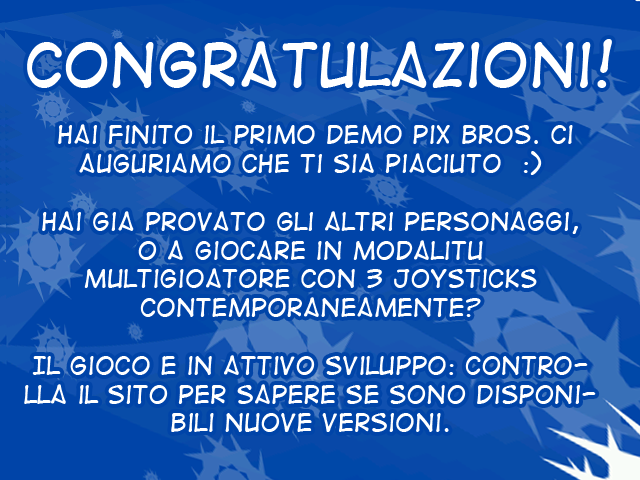 CONGRATULAZIONI!
HAI FINITO IL PRIMO DEMO PIX BROS. CI
AUGURIAMO CHE TI SIA PIACIUTO :)
HAI GIA PROVATO GLI ALTRI PERSONAGGI,
O A GIOCARE IN MODALITU
MULTIGIOATORE CON 3 JOYSTICKS
CONTEMPORANEAMENTE?
IL GIOCO E IN ATTIVO SVILUPPO: CONTRO-
LLA IL SITO PER SAPERE SE SONO DISPONI-
BILI NUOVE VERSIONI.